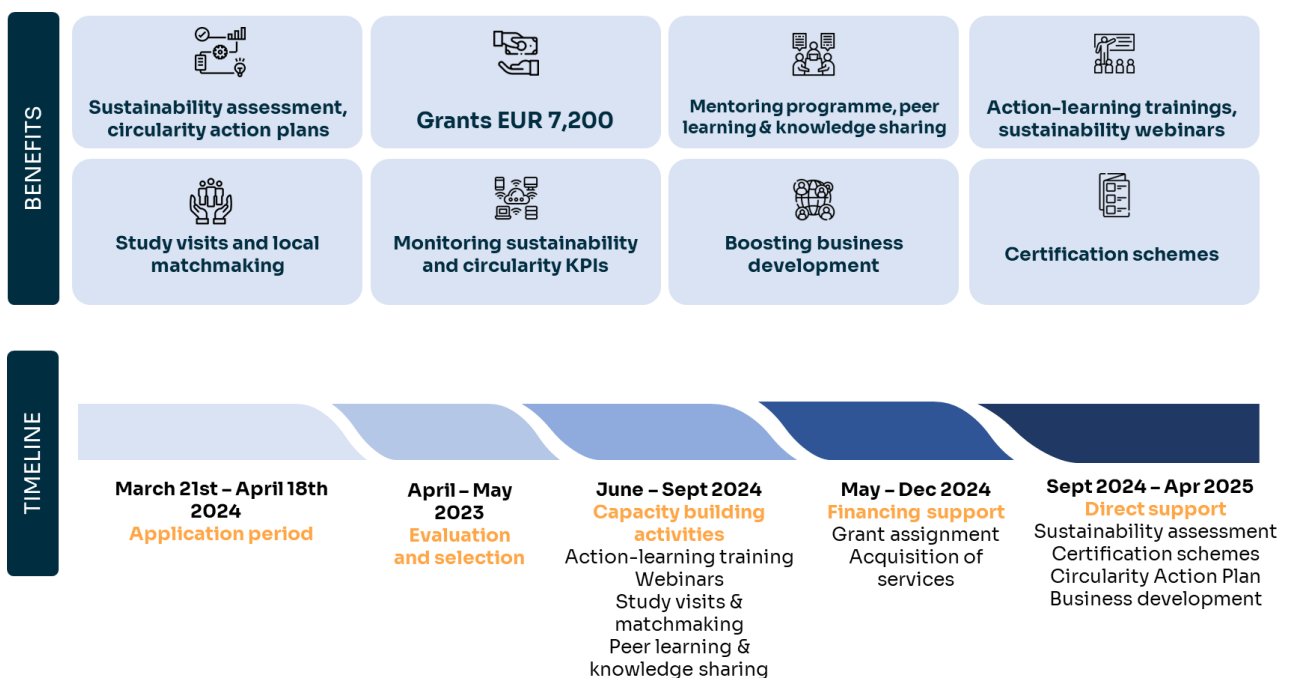 BENEFITS
Sustainability assessment,
circularity action plans
Grants EUR 7,200
Mentoring programme, peer
learning & knowledge sharing
Action-learning trainings,
sustainability webinars
Study visits and local
matchmaking
Monitoring sustainability
and circularity KPIs
Boosting business
development
Certification schemes
TIMELINE
March 21st – April 18th
2024
Application period
April – May
2023
Evaluation
and selection
June – Sept 2024
Capacity building
activities
Action-learning training
Webinars
Study visits &
matchmaking
Peer learning &
knowledge sharing
May – Dec 2024
Financing support
Grant assignment
Acquisition of
services
Sept 2024 – Apr 2025
Direct support
Sustainability assessment
Certification schemes
Circularity Action Plan
Business development